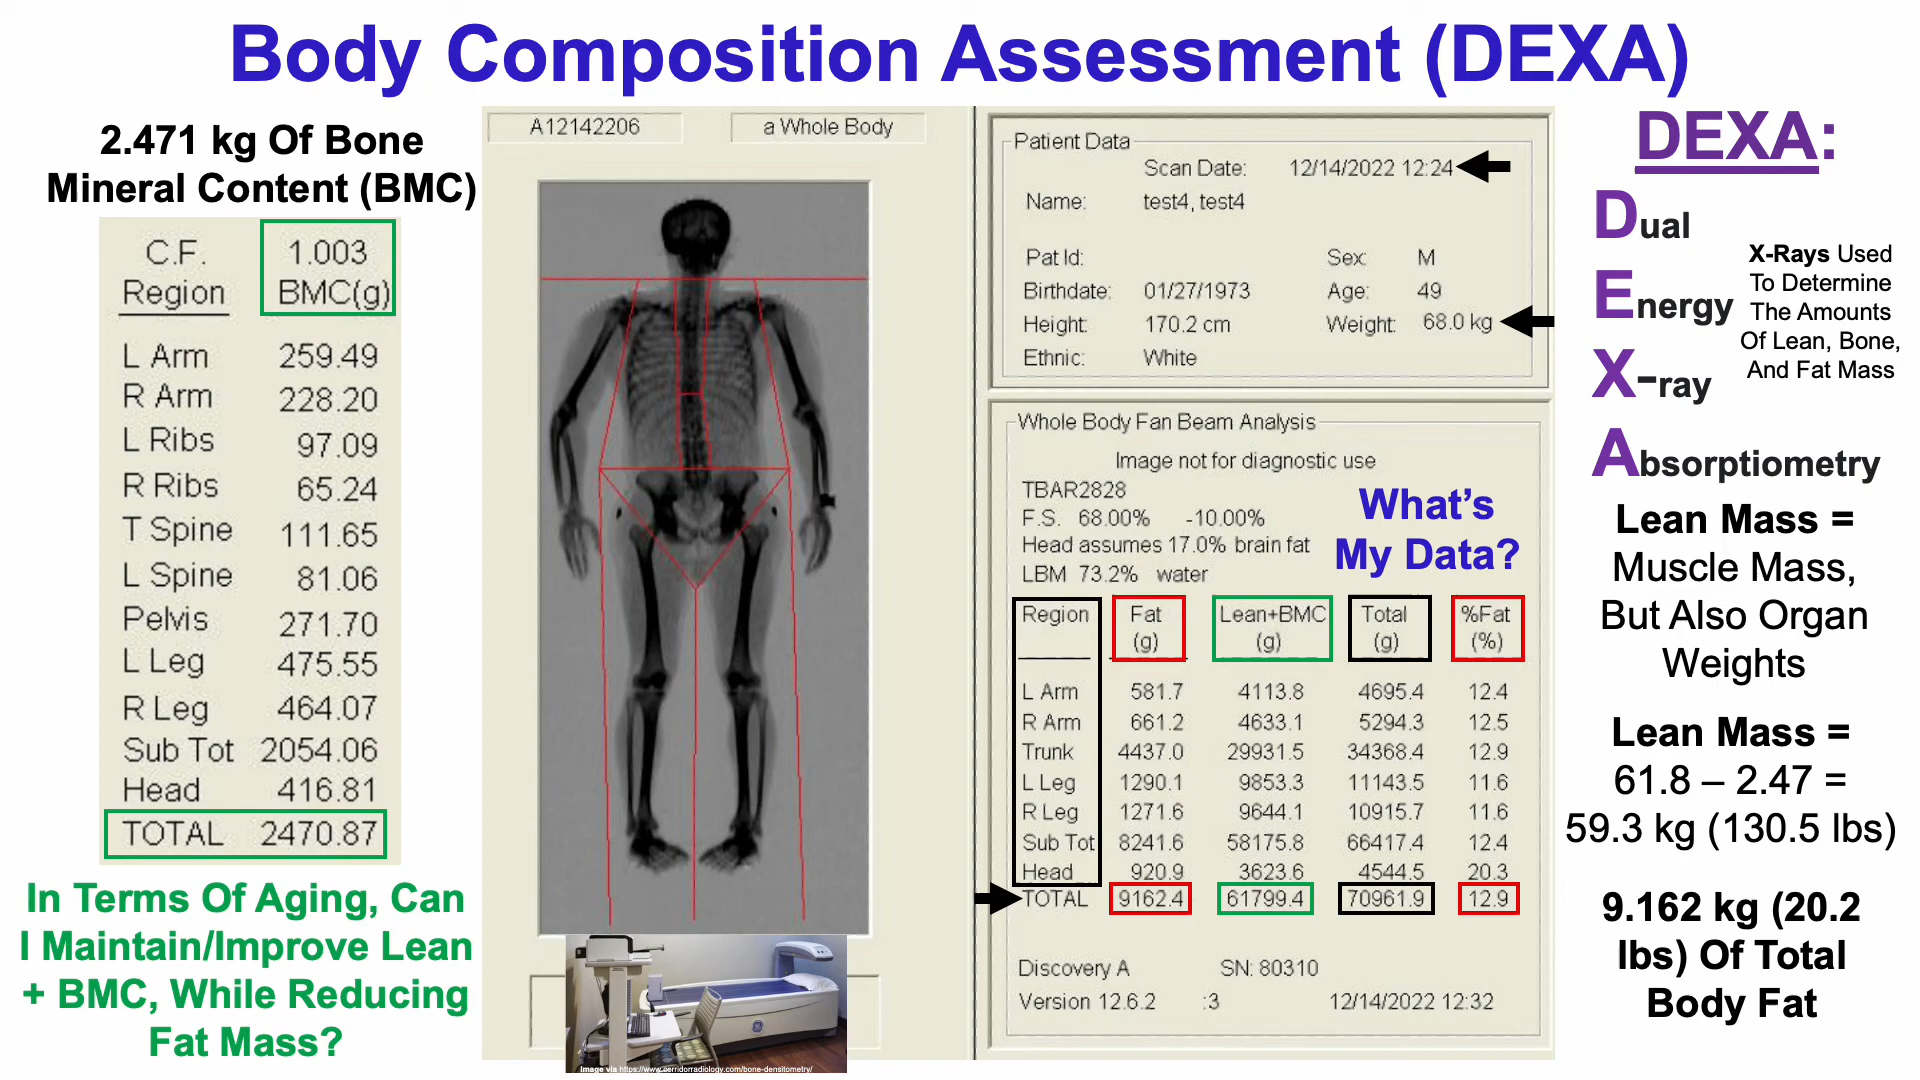 Body Composition Assessment (DEXA)
2.471 kg Of Bone
Mineral Content (BMC)
C.F. 1.003
Region BMC(g)
L Arm 259.49
R Arm 228.20
L Ribs 97.09
R Ribs 65.24
T Spine 111.65
L Spine 81.06
Pelvis 271.70
L Leg 475.55
R Leg 464.07
Sub Tot 2054.06
Head 416.81
TOTAL 2470.87
In Terms Of Aging, Can
I Maintain/Improve Lean
+ BMC, While Reducing
Fat Mass?
A12142206
a Whole Body
Image via https://www.cerridorradiology.com/bone-densitometry/
Patient Data
Scan Date: 12/14/2022 12:24
Name: test4, test4
Pat Id: Sex: M
Birthdate: 01/27/1973 Age: 49
Height: 170.2 cm Weight: 68.0 kg
Ethnic: White
Whole Body Fan Beam Analysis
Image not for diagnostic use
TBAR2828
F.S. 68.00% -10.00%
Head assumes 17.0% brain fat
LBM 73.2% water
What's
My Data?
Region Fat Lean+BMC Total %Fat
(g) (g) (g) (%)
L Arm 581.7 4113.8 4695.4 12.4
R Arm 661.2 4633.1 5294.3 12.5
Trunk 4437.0 29931.5 34368.4 12.9
L Leg 1290.1 9853.3 11143.5 11.6
R Leg 1271.6 9644.1 10915.7 11.6
Sub Tot 8241.6 58175.8 66417.4 12.4
Head 920.9 3623.6 4544.5 20.3
TOTAL 9162.4 61799.4 70961.9 12.9
Discovery A SN: 80310
Version 12.6.2 :3 12/14/2022 12:32
DEXA:
Dual
Energy
X-ray
Absorptiometry
X-Rays Used
To Determine
The Amounts
Of Lean, Bone,
And Fat Mass
Lean Mass =
Muscle Mass,
But Also Organ
Weights
Lean Mass =
61.8 – 2.47 =
59.3 kg (130.5 lbs)
9.162 kg (20.2
lbs) Of Total
Body Fat